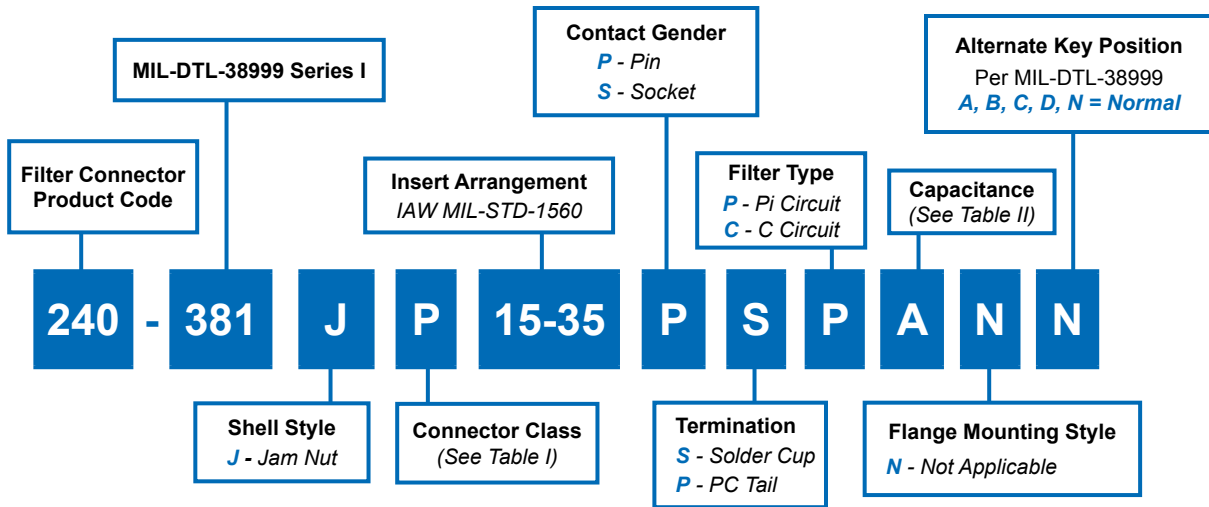 Contact Gender
P - Pin
S - Socket
Alternate Key Position
Per MIL-DTL-38999
A, B, C, D, N = Normal
MIL-DTL-38999 Series I
Filter Connector
Product Code
Insert Arrangement
IAW MIL-STD-1560
Filter Type
P - Pi Circuit
C - C Circuit
Capacitance
(See Table II)
240 - 381 J P 15-35 P S P A N N
Shell Style
J - Jam Nut
Connector Class
(See Table I)
Termination
S - Solder Cup
P - PC Tail
Flange Mounting Style
N - Not Applicable